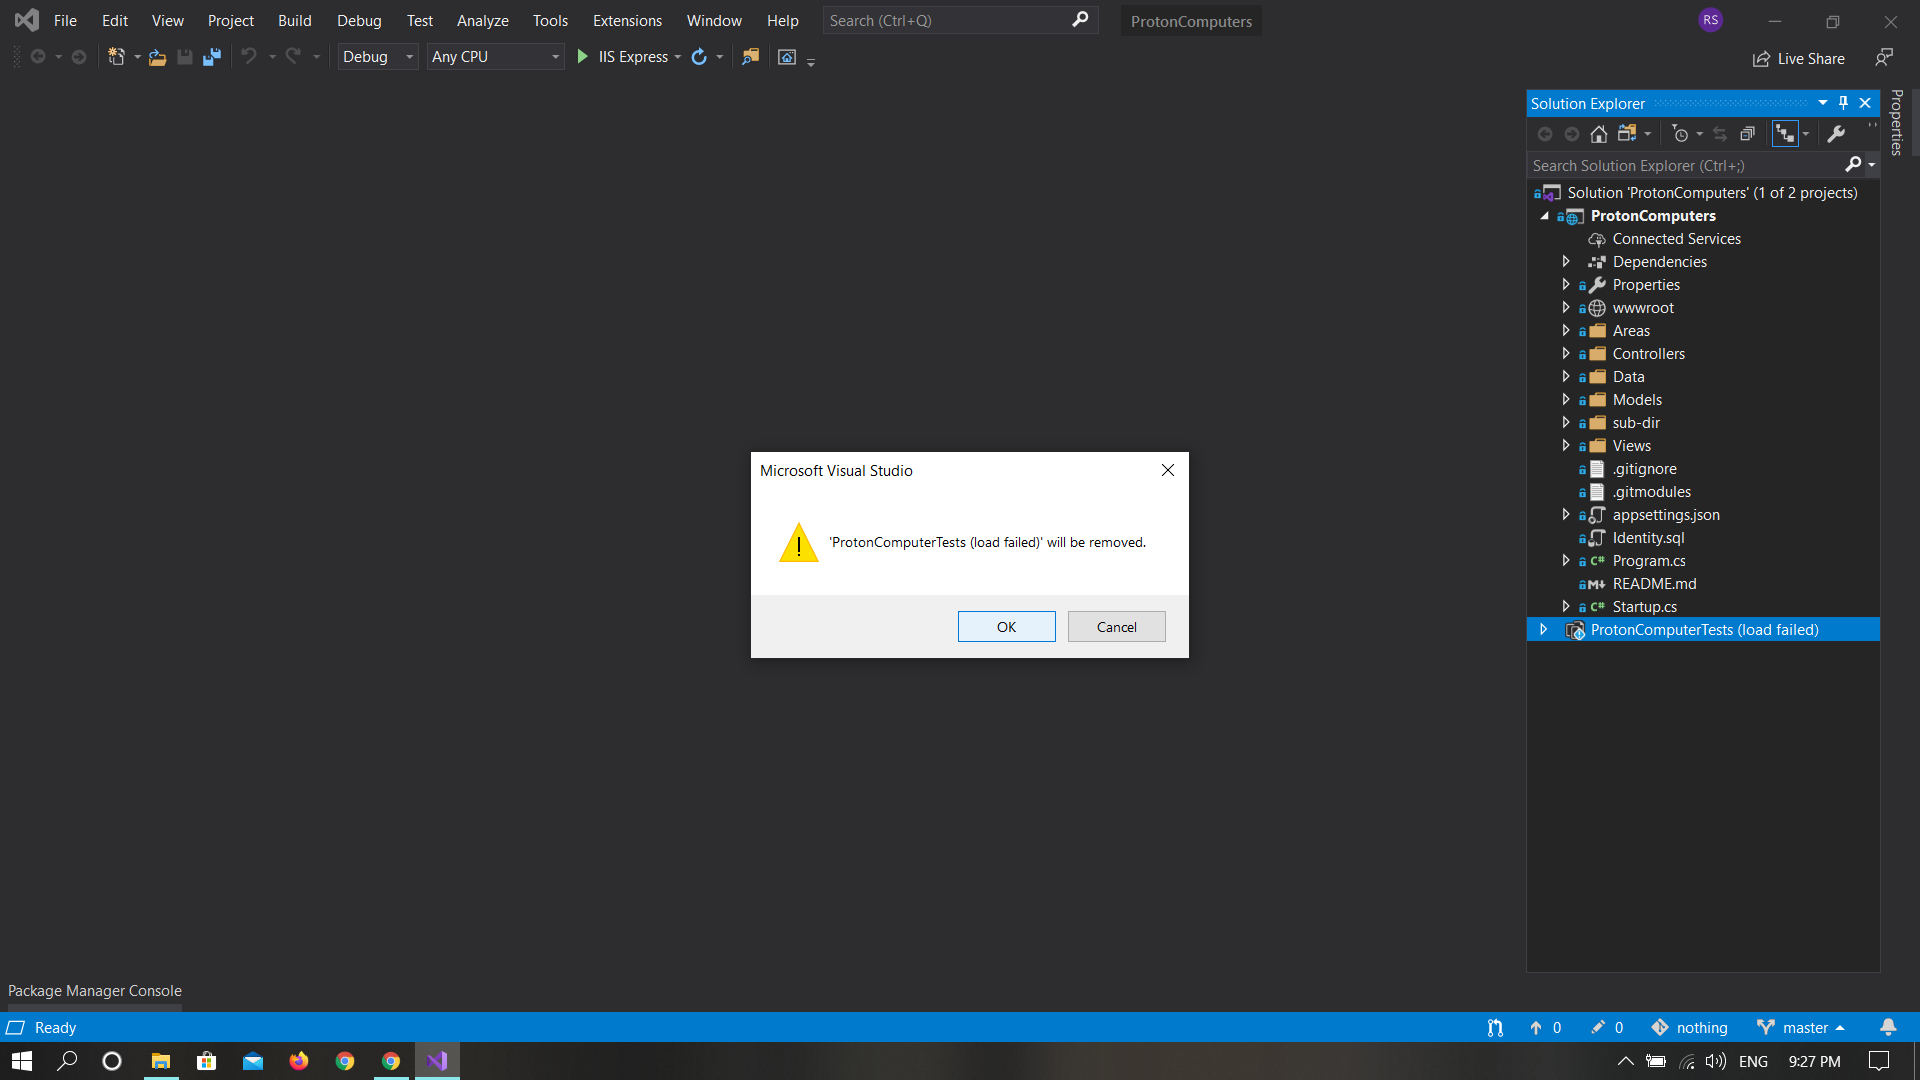 File Edit View Project Build Debug Test Analyze Tools Extensions Window Help Search (Ctrl+Q) ProtonComputers RS
Debug Any CPU IIS Express Live Share
Solution Explorer
Properties
Search Solution Explorer (Ctrl+;)
Solution 'ProtonComputers' (1 of 2 projects)
ProtonComputers
Connected Services
Dependencies
Properties
wwwroot
Areas
Controllers
Data
Models
sub-dir
Views
.gitignore
.gitmodules
appsettings.json
Identity.sql
C# Program.cs
M README.md
C# Startup.cs
ProtonComputerTests (load failed)
Microsoft Visual Studio
'ProtonComputerTests (load failed)' will be removed.
OK Cancel
Package Manager Console
Ready 0 0 nothing master
ENG 9:27 PM